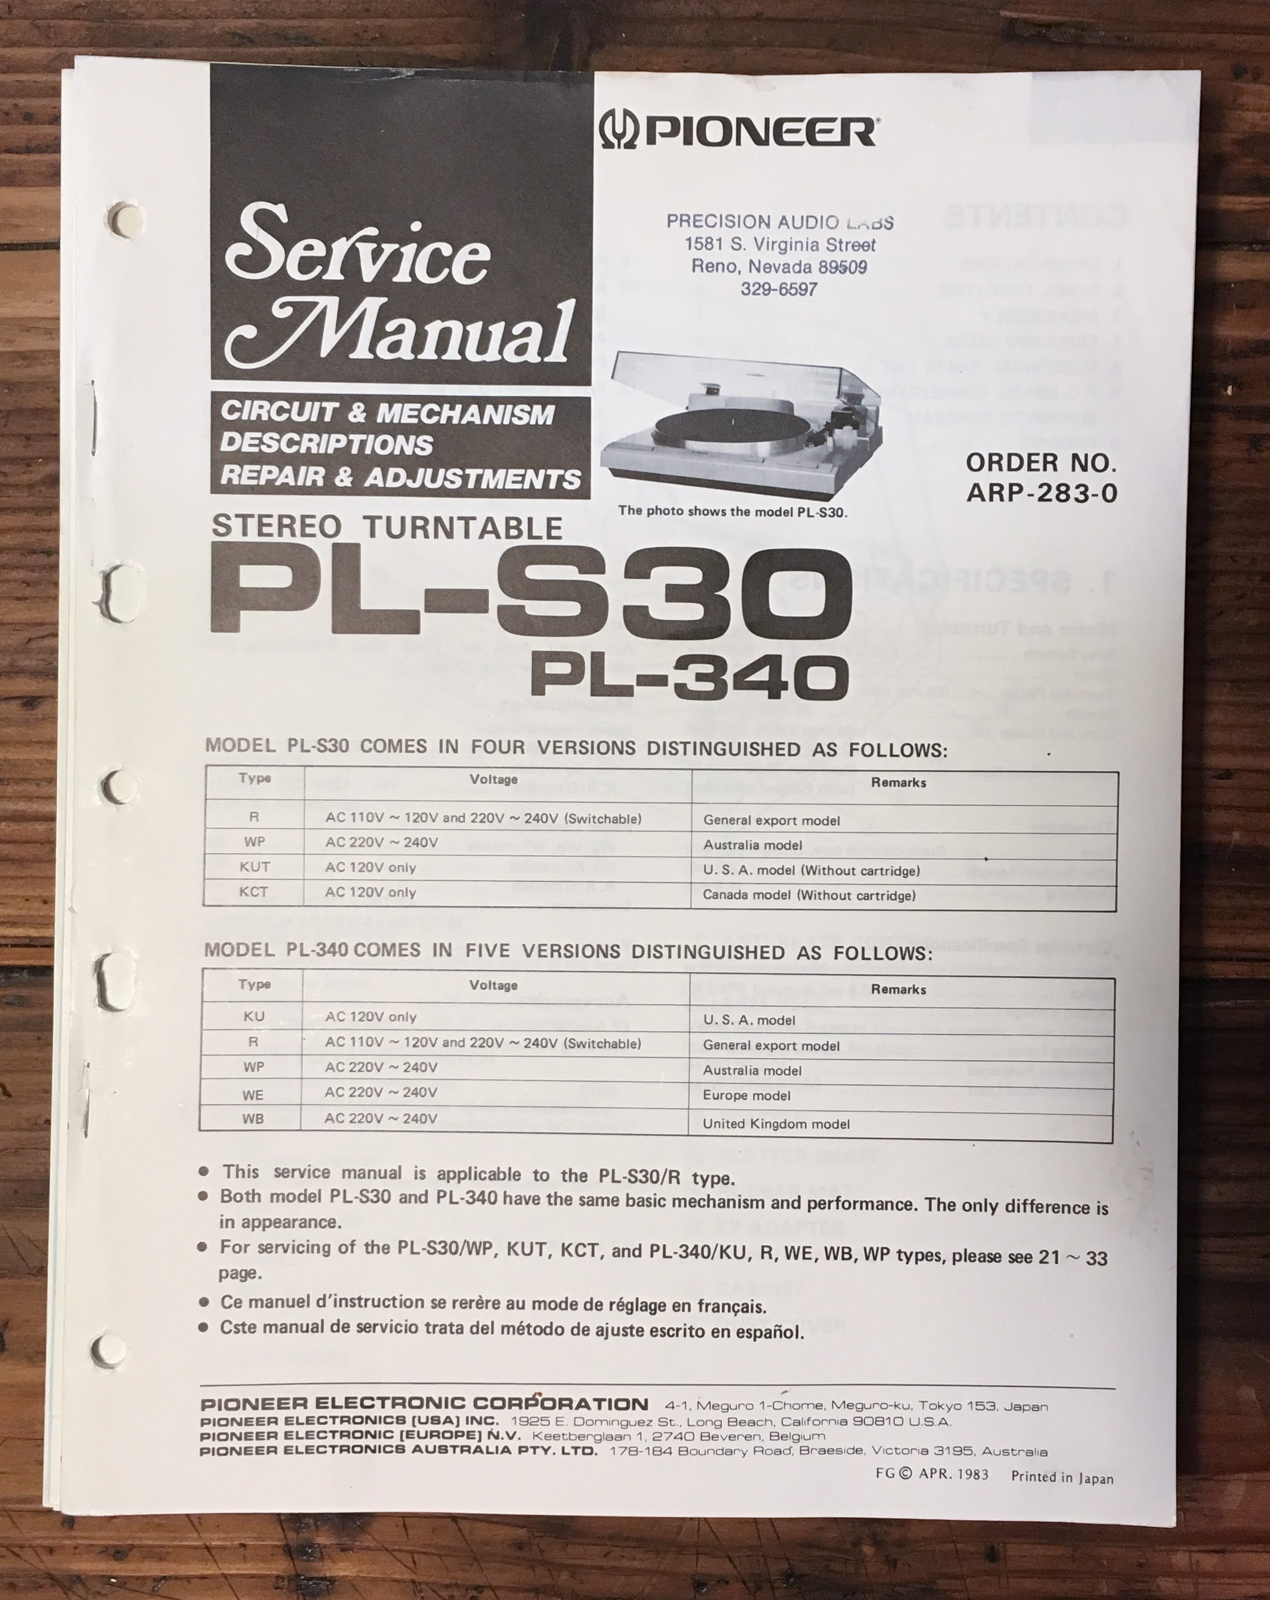 PIONEER
Service
Manual
PRECISION AUDIO LABS
1581 S. Virginia Street
Reno, Nevada 89509
329-6597
CIRCUIT & MECHANISM
DESCRIPTIONS
REPAIR & ADJUSTMENTS
The photo shows the model PL-S30.
ORDER NO.
ARP-283-0
STEREO TURNTABLE
PL-S30
PL-340
MODEL PL-S30 COMES IN FOUR VERSIONS DISTINGUISHED AS FOLLOWS:
Type Voltage Remarks
R AC 110V ~ 120V and 220V ~ 240V (Switchable) General export model
WP AC 220V ~ 240V Australia model
KUT AC 120V only U. S. A. model (Without cartridge)
KCT AC 120V only Canada model (Without cartridge)
MODEL PL-340 COMES IN FIVE VERSIONS DISTINGUISHED AS FOLLOWS:
Type Voltage Remarks
KU AC 120V only U. S. A. model
R AC 110V ~ 120V and 220V ~ 240V (Switchable) General export model
WP AC 220V ~ 240V Australia model
WE AC 220V ~ 240V Europe model
WB AC 220V ~ 240V United Kingdom model
● This service manual is applicable to the PL-S30/R type.
● Both model PL-S30 and PL-340 have the same basic mechanism and performance. The only difference is
in appearance.
● For servicing of the PL-S30/WP, KUT, KCT, and PL-340/KU, R, WE, WB, WP types, please see 21 ~ 33
page.
● Ce manuel d'instruction se rerère au mode de réglage en français.
● Cste manual de servicio trata del método de ajuste escrito en español.
PIONEER ELECTRONIC CORPORATION 4-1, Meguro 1-Chome, Meguro-ku, Tokyo 153, Japan
PIONEER ELECTRONICS [USA] INC. 1925 E. Dominguez St., Long Beach, California 90810 U.S.A.
PIONEER ELECTRONIC [EUROPE] N.V. Keetberglaan 1, 2740 Beveren, Belgium
PIONEER ELECTRONICS AUSTRALIA PTY. LTD. 178-184 Boundary Road, Braeside, Victoria 3195, Australia
FG © APR. 1983 Printed in Japan